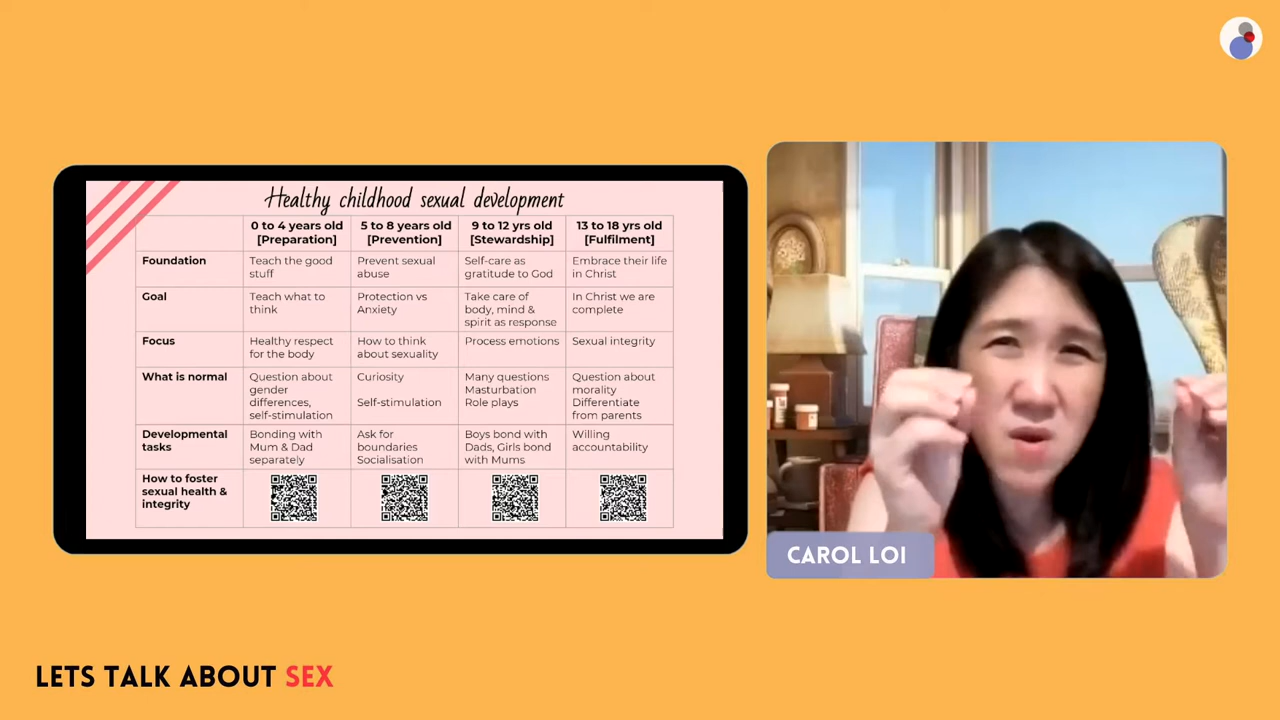 Healthy childhood sexual development
0 to 4 years old
[Preparation]
5 to 8 years old
[Prevention]
9 to 12 yrs old
[Stewardship]
13 to 18 yrs old
[Fulfilment]
Foundation
Teach the good
stuff
Prevent sexual
abuse
Self-care as
gratitude to God
Embrace their life
in Christ
Goal
Teach what to
think
Protection vs
Anxiety
Take care of
body, mind &
spirit as response
In Christ we are
complete
Focus
Healthy respect
for the body
How to think
about sexuality
Process emotions
Sexual integrity
What is normal
Question about
gender
differences,
self-stimulation
Curiosity
Self-stimulation
Many questions
Masturbation
Role plays
Question about
morality
Differentiate
from parents
Developmental
tasks
Bonding with
Mum & Dad
separately
Ask for
boundaries
Socialisation
Boys bond with
Dads, Girls bond
with Mums
Willing
accountability
How to foster
sexual health &
integrity
CAROL LOI
LETS TALK ABOUT SEX